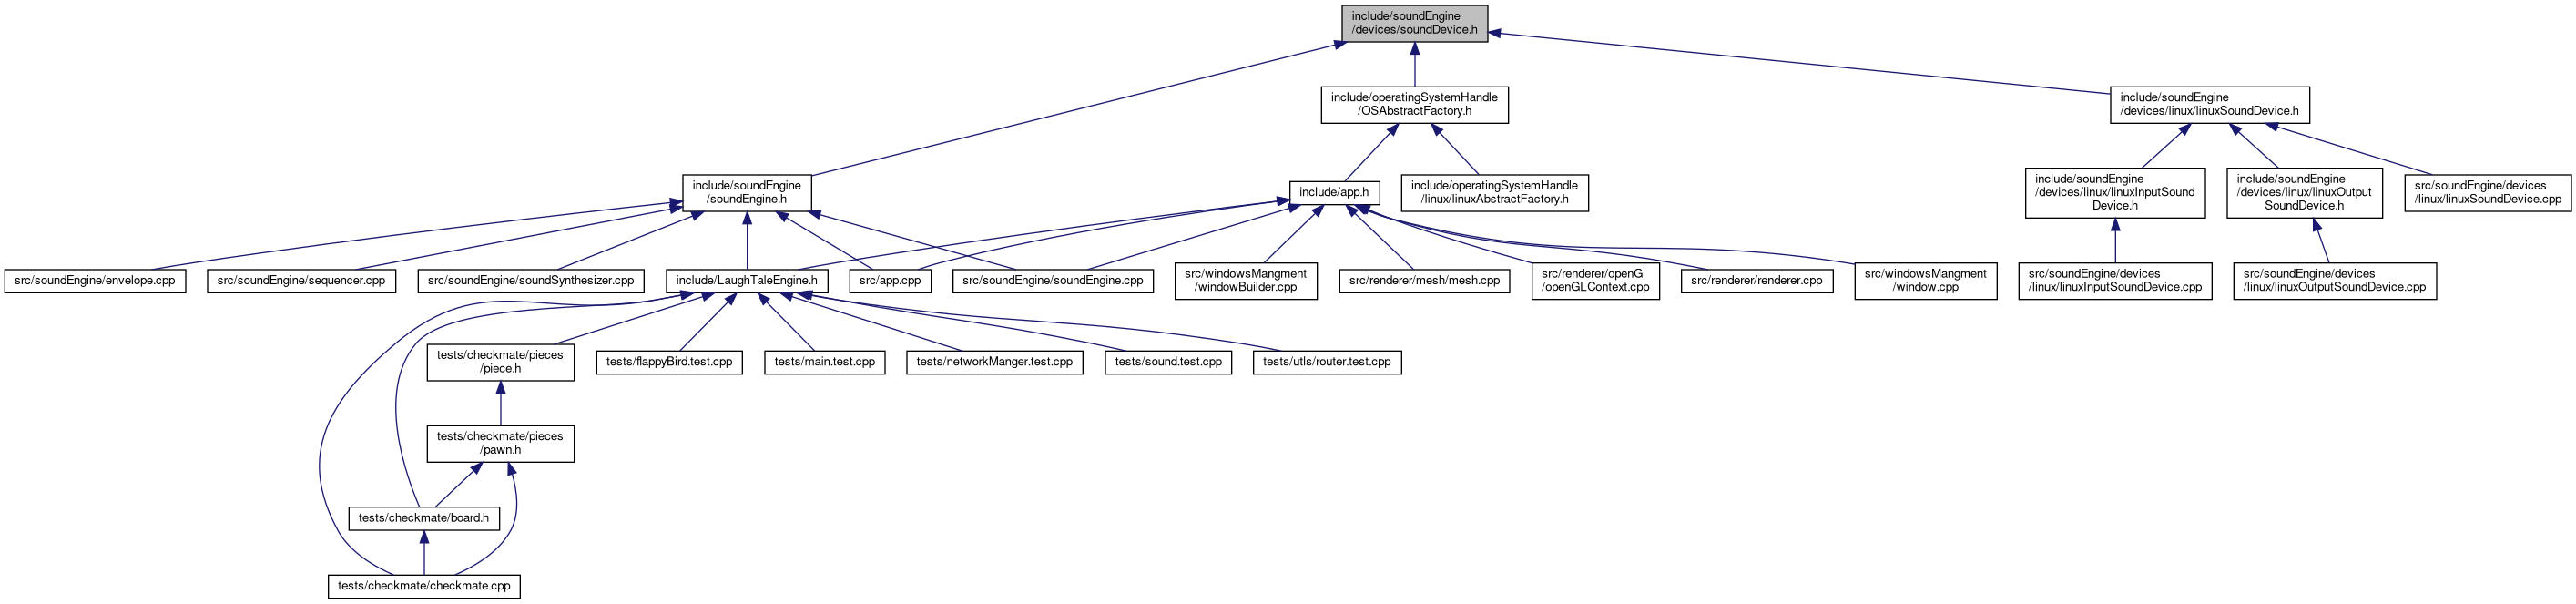 include/soundEngine
/devices/soundDevice.h
include/operatingSystemHandle
/OSAbstractFactory.h
include/soundEngine
/devices/linux/linuxSoundDevice.h
include/soundEngine
/soundEngine.h
include/app.h
include/operatingSystemHandle
/linux/linuxAbstractFactory.h
include/soundEngine
/devices/linux/linuxInputSound
Device.h
include/soundEngine
/devices/linux/linuxOutput
SoundDevice.h
src/soundEngine/devices
/linux/linuxSoundDevice.cpp
src/soundEngine/envelope.cpp
src/soundEngine/sequencer.cpp
src/soundEngine/soundSynthesizer.cpp
include/LaughTaleEngine.h
src/app.cpp
src/soundEngine/soundEngine.cpp
src/windowsMangment
/windowBuilder.cpp
src/renderer/mesh/mesh.cpp
src/renderer/openGl
/openGLContext.cpp
src/renderer/renderer.cpp
src/windowsMangment
/window.cpp
src/soundEngine/devices
/linux/linuxInputSoundDevice.cpp
src/soundEngine/devices
/linux/linuxOutputSoundDevice.cpp
tests/checkmate/pieces
/piece.h
tests/flappyBird.test.cpp
tests/main.test.cpp
tests/networkManger.test.cpp
tests/sound.test.cpp
tests/utls/router.test.cpp
tests/checkmate/pieces
/pawn.h
tests/checkmate/board.h
tests/checkmate/checkmate.cpp